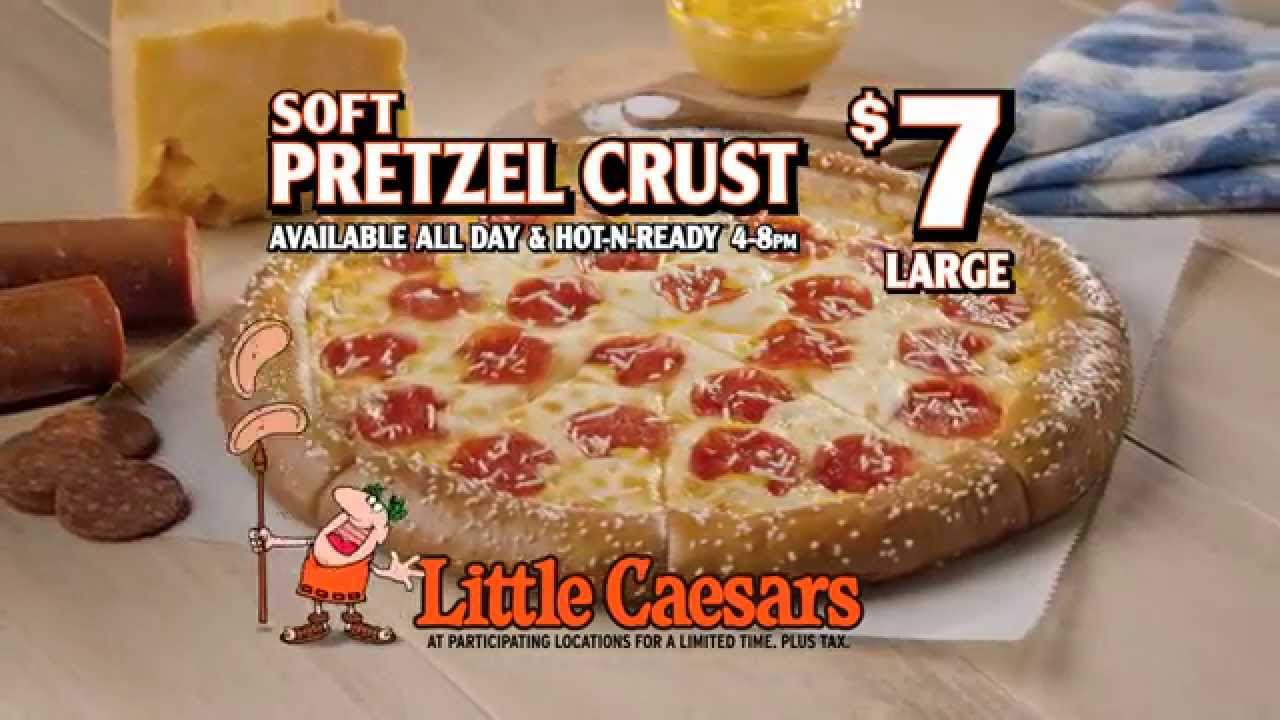 SOFT
PRETZEL CRUST
AVAILABLE ALL DAY & HOT-N-READY 4-8PM
$7
LARGE
Little Caesars
AT PARTICIPATING LOCATIONS FOR A LIMITED TIME. PLUS TAX.